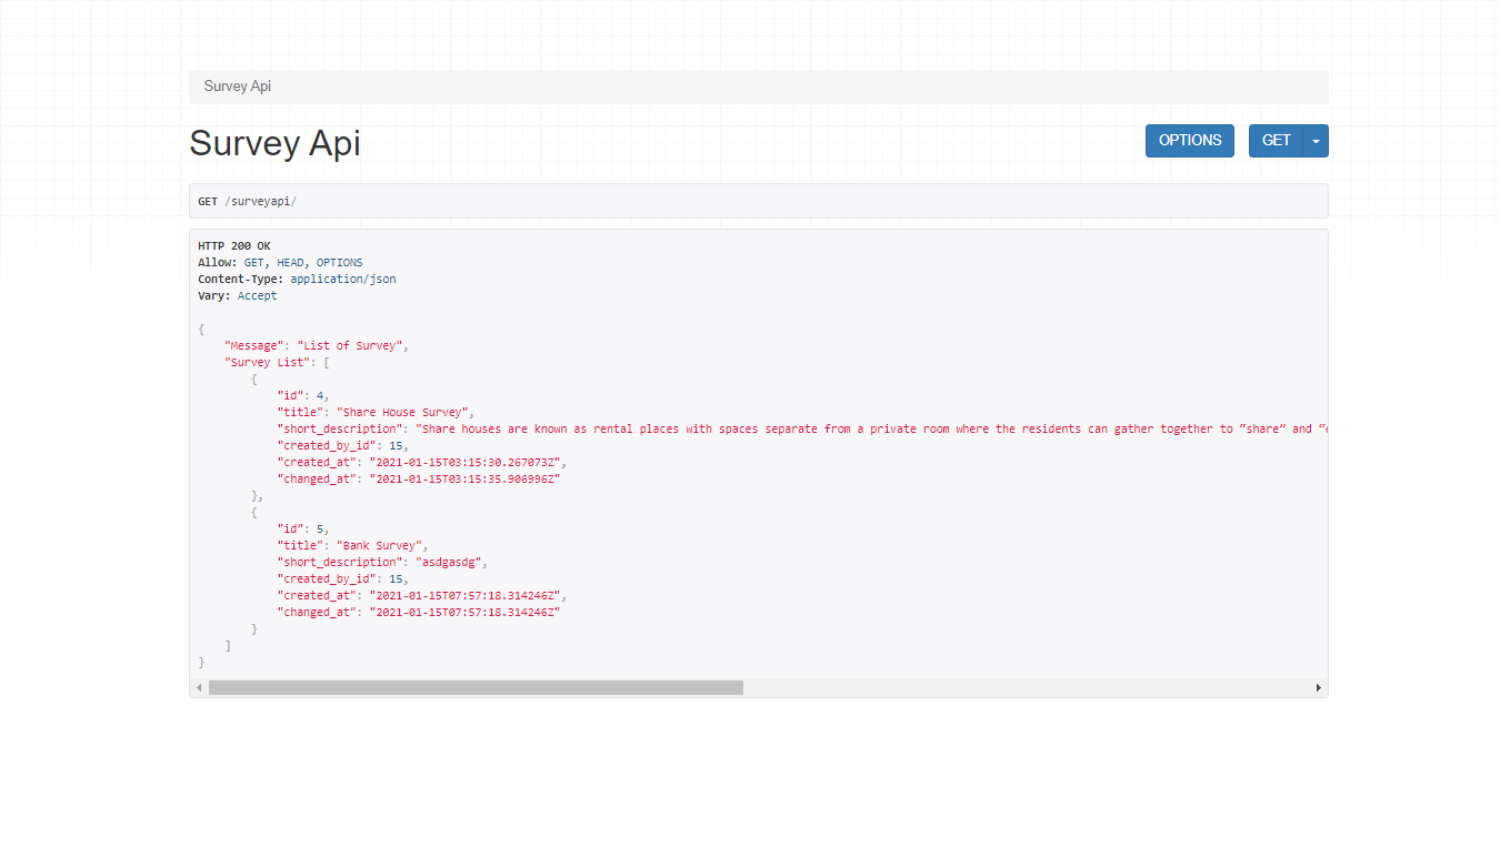 Survey Api
Survey Api
OPTIONS
GET
GET /surveyapi/
HTTP 200 OK
Allow: GET, HEAD, OPTIONS
Content-Type: application/json
Vary: Accept
{
"Message": "List of Survey",
"Survey List": [
{
"id": 4,
"title": "Share House Survey",
"short_description": "Share houses are known as rental places with spaces separate from a private room where the residents can gather together to “share” and “
"created_by_id": 15,
"created_at": "2021-01-15T03:15:30.267073Z",
"changed_at": "2021-01-15T03:15:35.906996Z"
},
{
"id": 5,
"title": "Bank Survey",
"short_description": "asdgasdg",
"created_by_id": 15,
"created_at": "2021-01-15T07:57:18.314246Z",
"changed_at": "2021-01-15T07:57:18.314246Z"
}
]
}